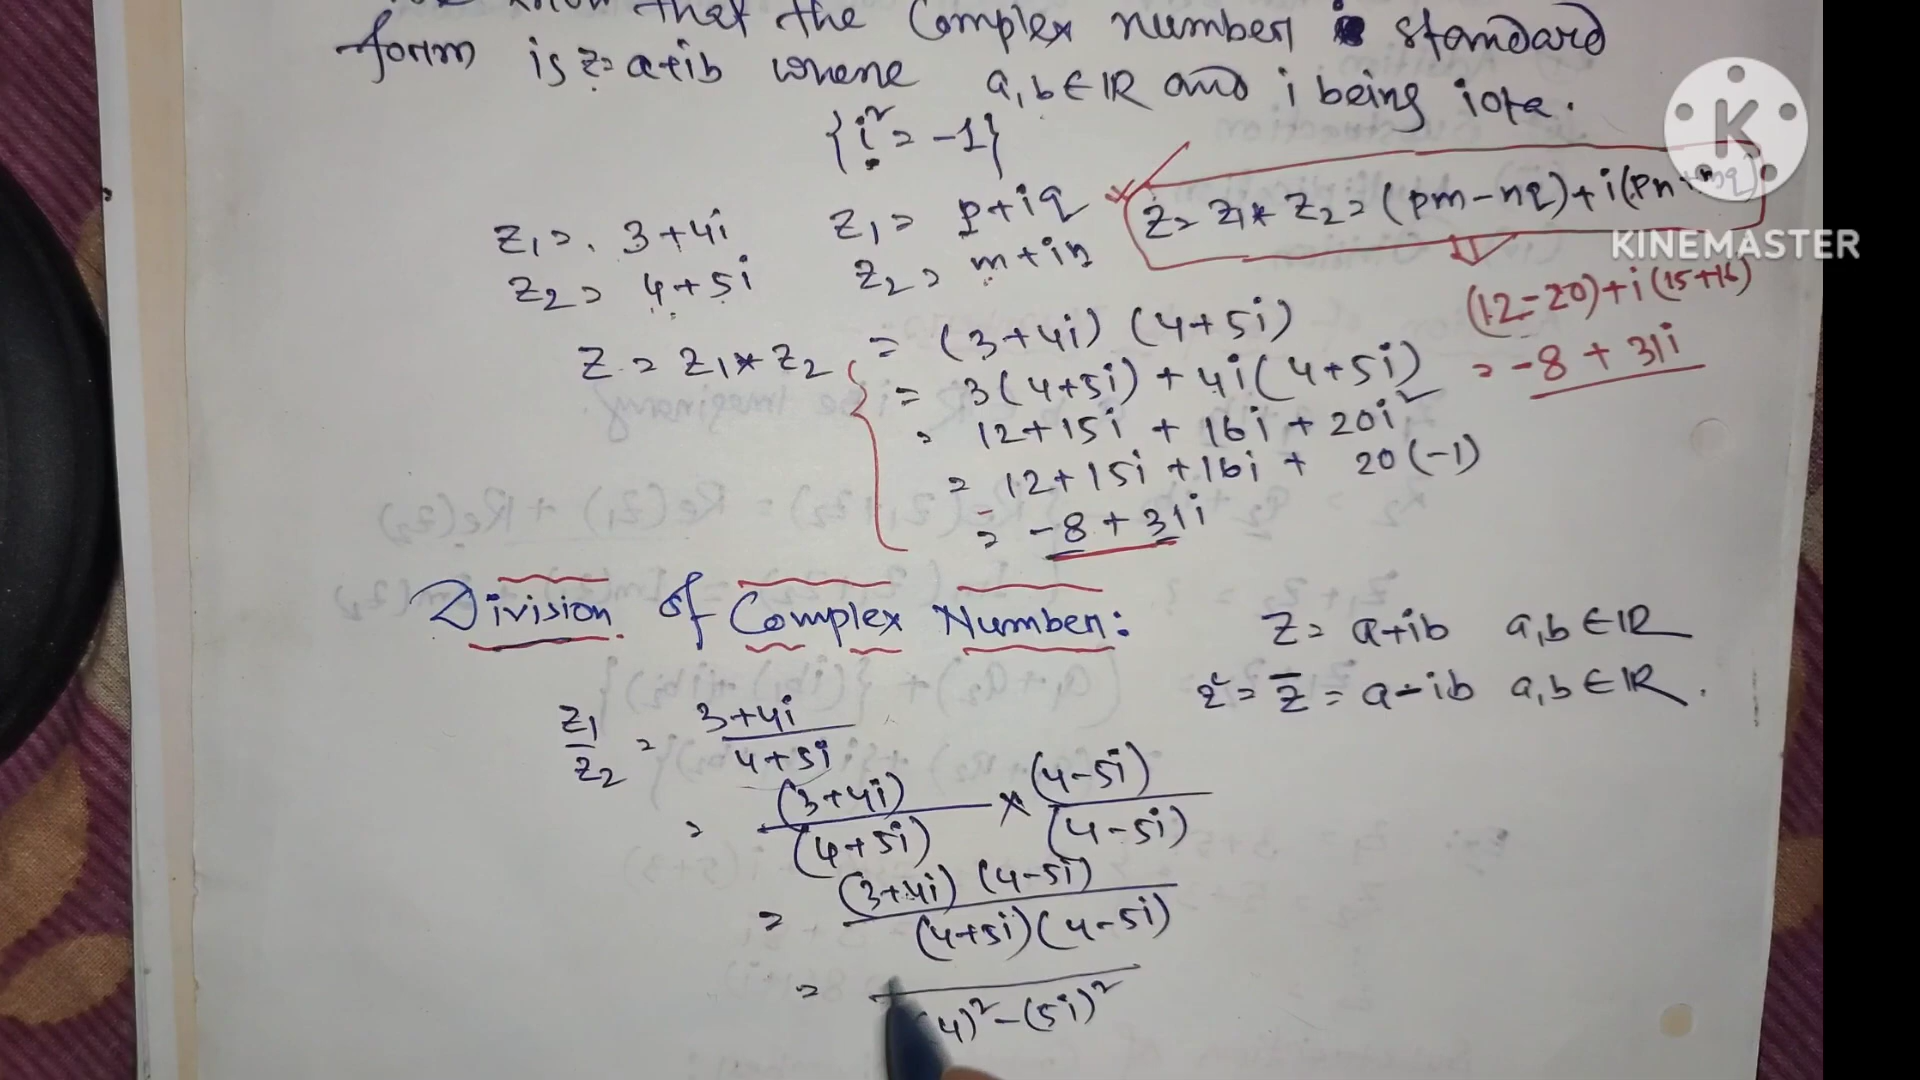 know that the Complex number is standard
form is z = a+ib where a,b∈IR and i being iota.
{i² = -1}
z₁ = 3+4i z₁ = p+iq z = z₁* z₂ = (pm-nq)+i(pn+
z₂ = 4+5i z₂ = m+in
(12-20)+i(15+16)
= -8 + 31i
z = z₁* z₂ = (3+4i) (4+5i)
= 3(4+5i) + 4i(4+5i)
= 12+15i + 16i + 20i²
= 12+15i +16i + 20(-1)
= -8 + 31i
Division of Complex Number:
z = a+ib a,b∈IR
= z̅ = a-ib a,b∈IR.
z₁/z₂ = 3+4i/4+5i
= (3+4i)/(4+5i) × (4-5i)/(4-5i)
= (3+4i) (4-5i)/(4+5i)(4-5i)
= 4)²-(5i)²
K
KINEMASTER